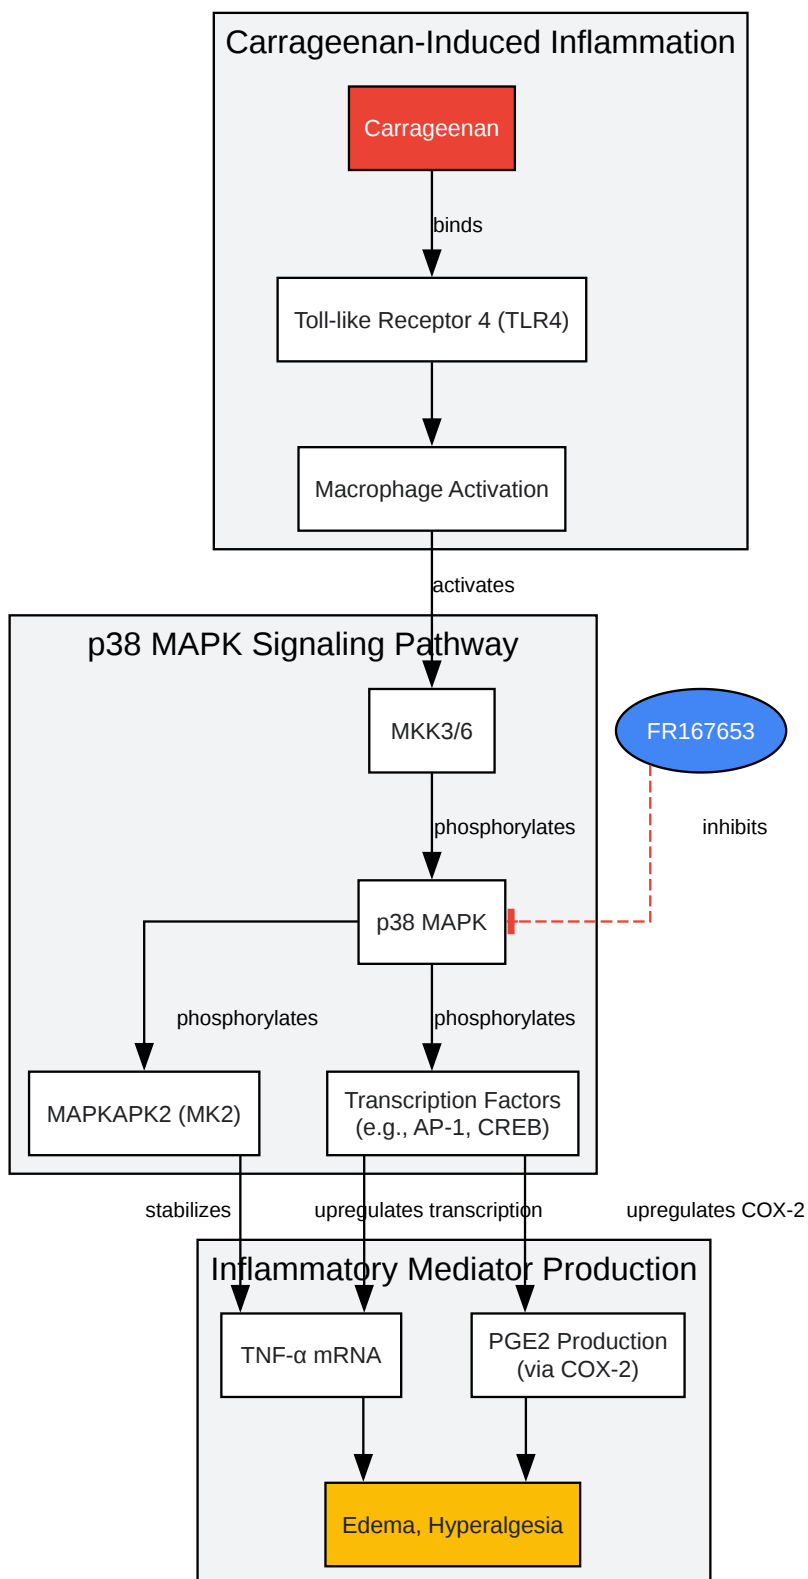 Carrageenan-Induced Inflammation
Carrageenan
binds
Toll-like Receptor 4 (TLR4)
Macrophage Activation
activates
p38 MAPK Signaling Pathway
MKK3/6
FR167653
phosphorylates
inhibits
p38 MAPK
phosphorylates
phosphorylates
MAPKAPK2 (MK2)
Transcription Factors
(e.g., AP-1, CREB)
stabilizes
upregulates transcription
upregulates COX-2
Inflammatory Mediator Production
TNF-α mRNA
PGE2 Production
(via COX-2)
Edema, Hyperalgesia